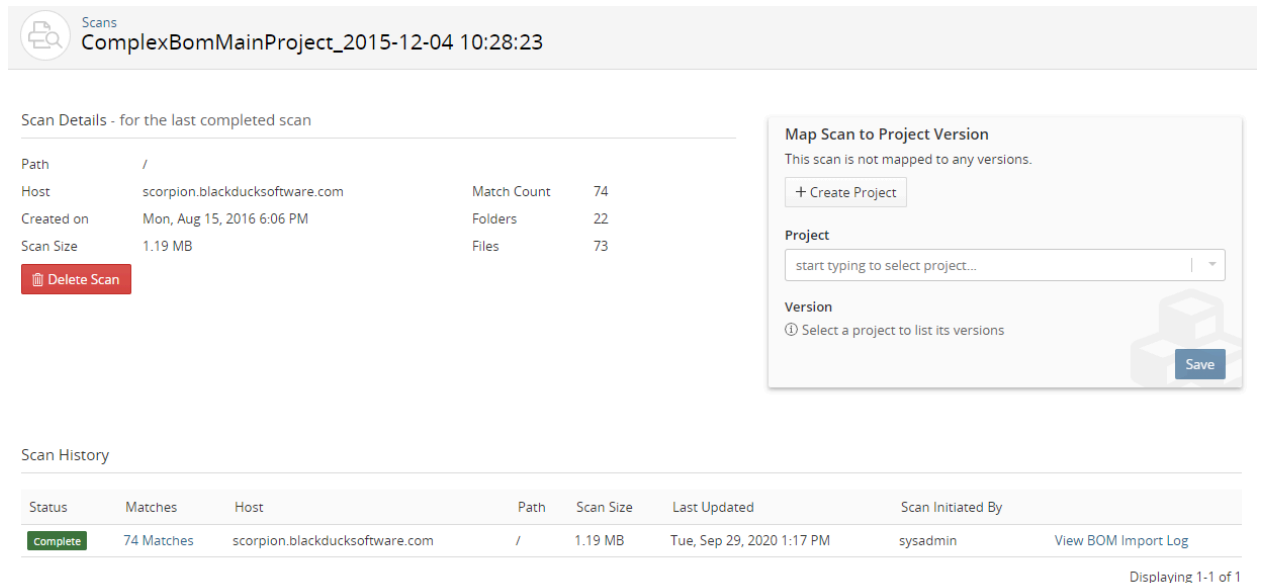 Scans
ComplexBomMainProject_2015-12-04 10:28:23
Scan Details - for the last completed scan
Path /
Host scorpion.blackducksoftware.com Match Count 74
Created on Mon, Aug 15, 2016 6:06 PM Folders 22
Scan Size 1.19 MB Files 73
Delete Scan
Map Scan to Project Version
This scan is not mapped to any versions.
+ Create Project
Project
start typing to select project...
Version
Select a project to list its versions
Save
Scan History
Status Matches Host Path Scan Size Last Updated Scan Initiated By
Complete 74 Matches scorpion.blackducksoftware.com / 1.19 MB Tue, Sep 29, 2020 1:17 PM sysadmin View BOM Import Log
Displaying 1-1 of 1